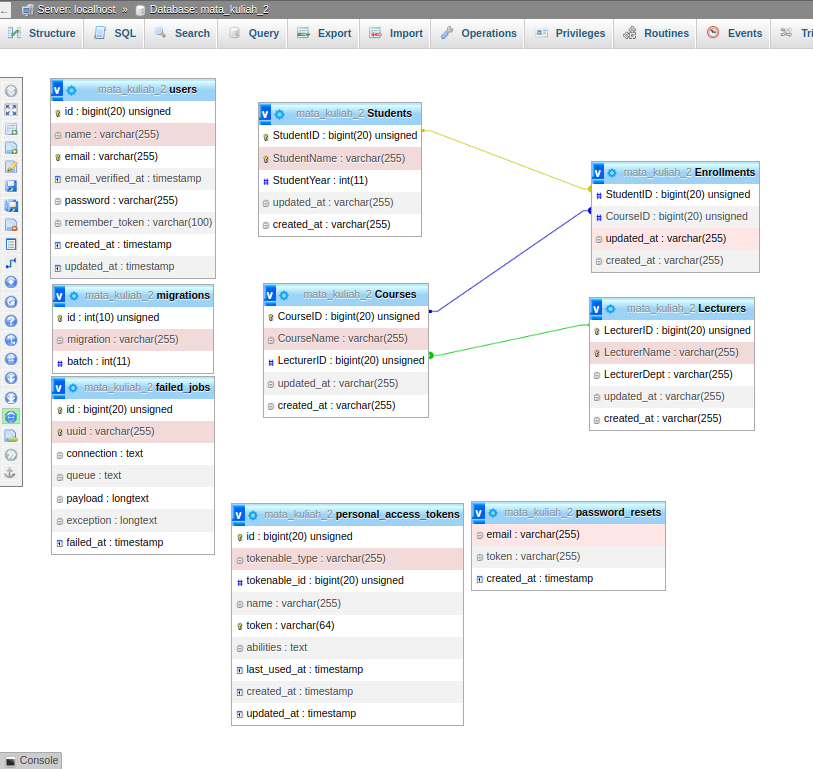 Server: localhost » Database: mata_kuliah_2
Structure SQL Search Query Export Import Operations Privileges Routines Events Tri
v mata_kuliah_2 users
id : bigint(20) unsigned
name : varchar(255)
email : varchar(255)
email_verified_at : timestamp
password : varchar(255)
remember_token : varchar(100)
created_at : timestamp
updated_at : timestamp
v mata_kuliah_2 migrations
id : int(10) unsigned
migration : varchar(255)
batch : int(11)
v mata_kuliah_2 failed_jobs
id : bigint(20) unsigned
uuid : varchar(255)
connection : text
queue : text
payload : longtext
exception : longtext
failed_at : timestamp
v mata_kuliah_2 Students
StudentID : bigint(20) unsigned
StudentName : varchar(255)
StudentYear : int(11)
updated_at : varchar(255)
created_at : varchar(255)
v mata_kuliah_2 Courses
CourseID : bigint(20) unsigned
CourseName : varchar(255)
LecturerID : bigint(20) unsigned
updated_at : varchar(255)
created_at : varchar(255)
v mata_kuliah_2 Enrollments
StudentID : bigint(20) unsigned
CourseID : bigint(20) unsigned
updated_at : varchar(255)
created_at : varchar(255)
v mata_kuliah_2 Lecturers
LecturerID : bigint(20) unsigned
LecturerName : varchar(255)
LecturerDept : varchar(255)
updated_at : varchar(255)
created_at : varchar(255)
v mata_kuliah_2 personal_access_tokens
id : bigint(20) unsigned
tokenable_type : varchar(255)
tokenable_id : bigint(20) unsigned
name : varchar(255)
token : varchar(64)
abilities : text
last_used_at : timestamp
created_at : timestamp
updated_at : timestamp
v mata_kuliah_2 password_resets
email : varchar(255)
token : varchar(255)
created_at : timestamp
Console